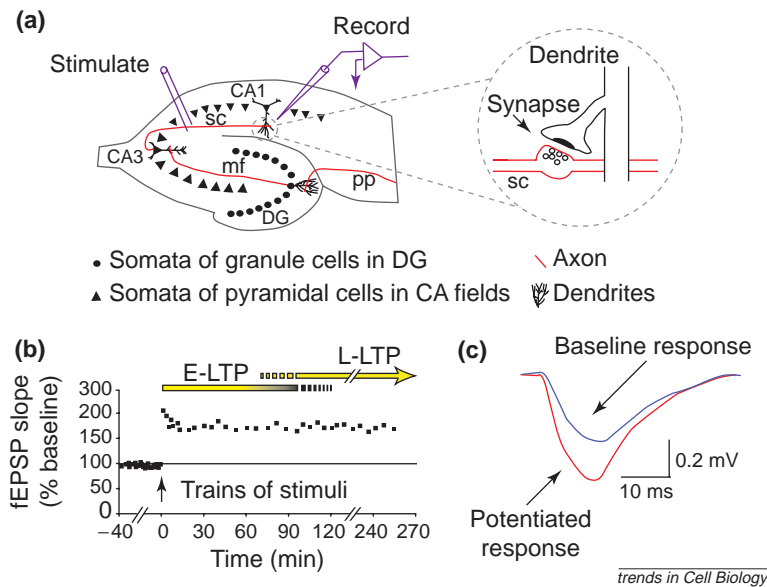 (a)
Stimulate
Record
CA1
sc
CA3
mf
DG
pp
Dendrite
Synapse
sc
Somata of granule cells in DG
Axon
Somata of pyramidal cells in CA fields
Dendrites
(b)
E-LTP
L-LTP
fEPSP slope
(% baseline)
300
200
150
100
50
0
Trains of stimuli
−40
0
30
60
90
120
240
270
Time (min)
(c)
Baseline response
0.2 mV
10 ms
Potentiated
response
trends in Cell Biology